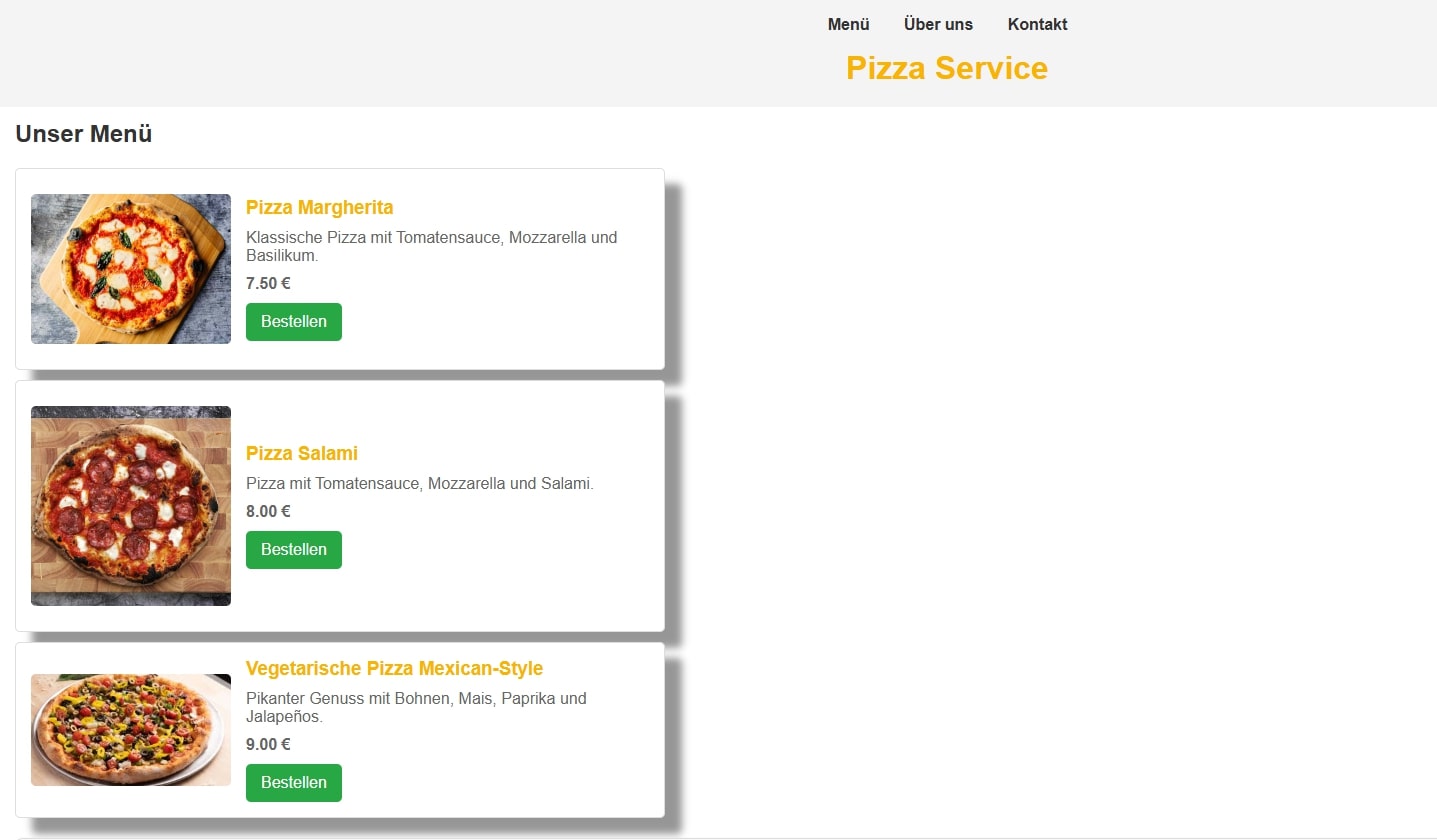 Menü Über uns Kontakt
Pizza Service
Unser Menü
Pizza Margherita
Klassische Pizza mit Tomatensauce, Mozzarella und
Basilikum.
7.50 €
Bestellen
Pizza Salami
Pizza mit Tomatensauce, Mozzarella und Salami.
8.00 €
Bestellen
Vegetarische Pizza Mexican-Style
Pikanter Genuss mit Bohnen, Mais, Paprika und
Jalapeños.
9.00 €
Bestellen